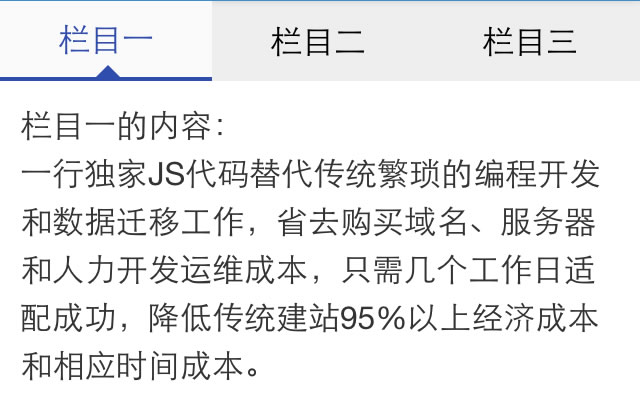 栏目一
栏目二
栏目三
栏目一的内容：
一行独家JS代码替代传统繁琐的编程开发
和数据迁移工作，省去购买域名、服务器
和人力开发运维成本，只需几个工作日适
配成功，降低传统建站95%以上经济成本
和相应时间成本。